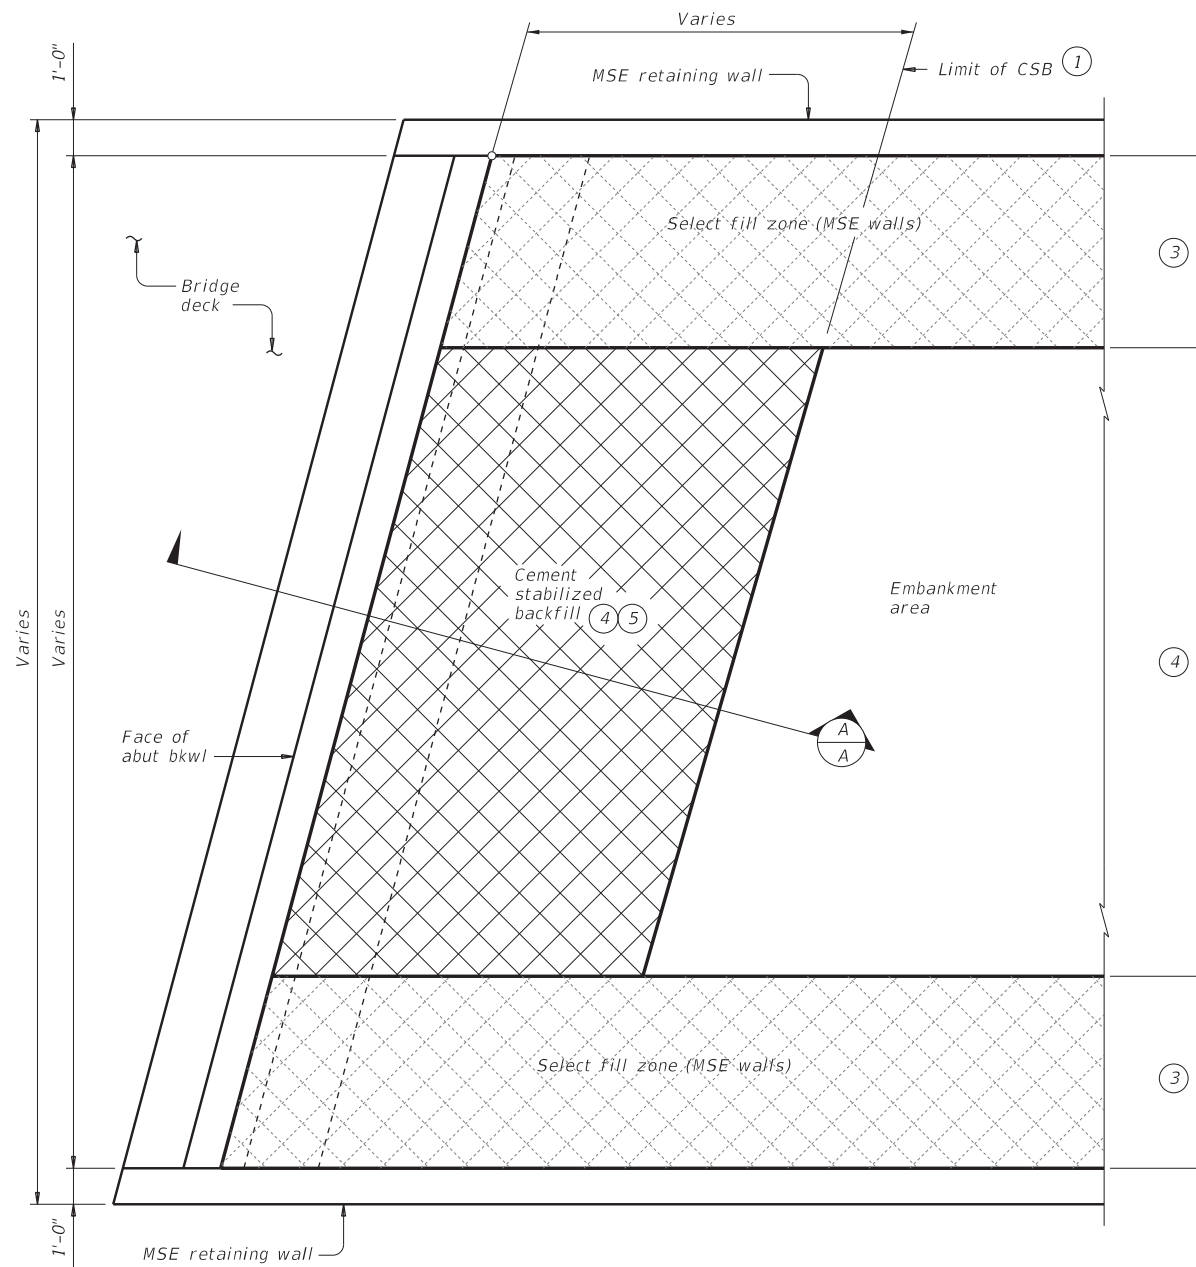 Varies
1'-0"
MSE retaining wall
Limit of CSB 1
Select fill zone (MSE walls)
3
Bridge
deck
Cement
stabilized
backfill 4 5
Embankment
area
Varies
Varies
4
A
A
Face of
abut bkwl
Select fill zone (MSE walls)
3
1'-0"
MSE retaining wall